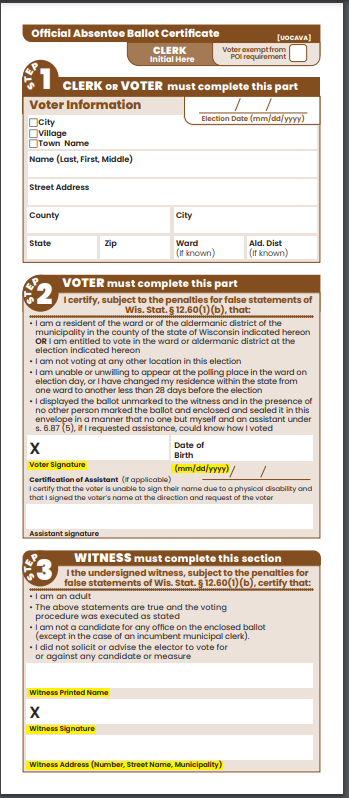 Official Absentee Ballot Certificate
[UOCAVA]
CLERK
Initial Here
Voter exempt from
POI requirement
STEP
1
CLERK OR VOTER must complete this part
Voter Information
/ /
Election Date (mm/dd/yyyy)
City
Village
Town Name
Name (Last, First, Middle)
Street Address
County
City
State
Zip
Ward
(If known)
Ald. Dist
(If known)
STEP
2
VOTER must complete this part
I certify, subject to the penalties for false statements of
Wis. Stat. § 12.60(1)(b), that:
• I am a resident of the ward or of the aldermanic district of the
municipality in the county of the state of Wisconsin indicated hereon
OR I am entitled to vote in the ward or aldermanic district at the
election indicated hereon
• I am not voting at any other location in this election
• I am unable or unwilling to appear at the polling place in the ward on
election day, or I have changed my residence within the state from
one ward to another less than 28 days before the election
• I displayed the ballot unmarked to the witness and in the presence of
no other person marked the ballot and enclosed and sealed it in this
envelope in a manner that no one but myself and an assistant under
s. 6.87 (5), if I requested assistance, could know how I voted
X
Voter Signature
Date of
Birth
(mm/dd/yyyy) / /
Certification of Assistant (if applicable)
I certify that the voter is unable to sign their name due to a physical disability and
that I signed the voter's name at the direction and request of the voter
Assistant signature
STEP
3
WITNESS must complete this section
I the undersigned witness, subject to the penalties for
false statements of Wis. Stat. § 12.60(1)(b), certify that:
• I am an adult
• The above statements are true and the voting
procedure was executed as stated
• I am not a candidate for any office on the enclosed ballot
(except in the case of an incumbent municipal clerk).
• I did not solicit or advise the elector to vote for
or against any candidate or measure
Witness Printed Name
X
Witness Signature
Witness Address (Number, Street Name, Municipality)